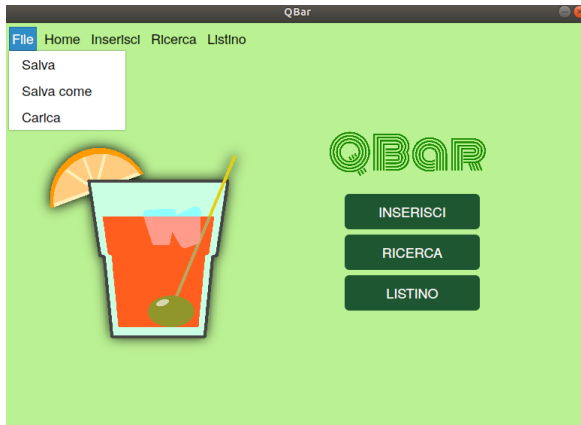 QBar
File Home Inserisci Ricerca Listino
Salva
Salva come
Carica
QBar
INSERISCI
RICERCA
LISTINO